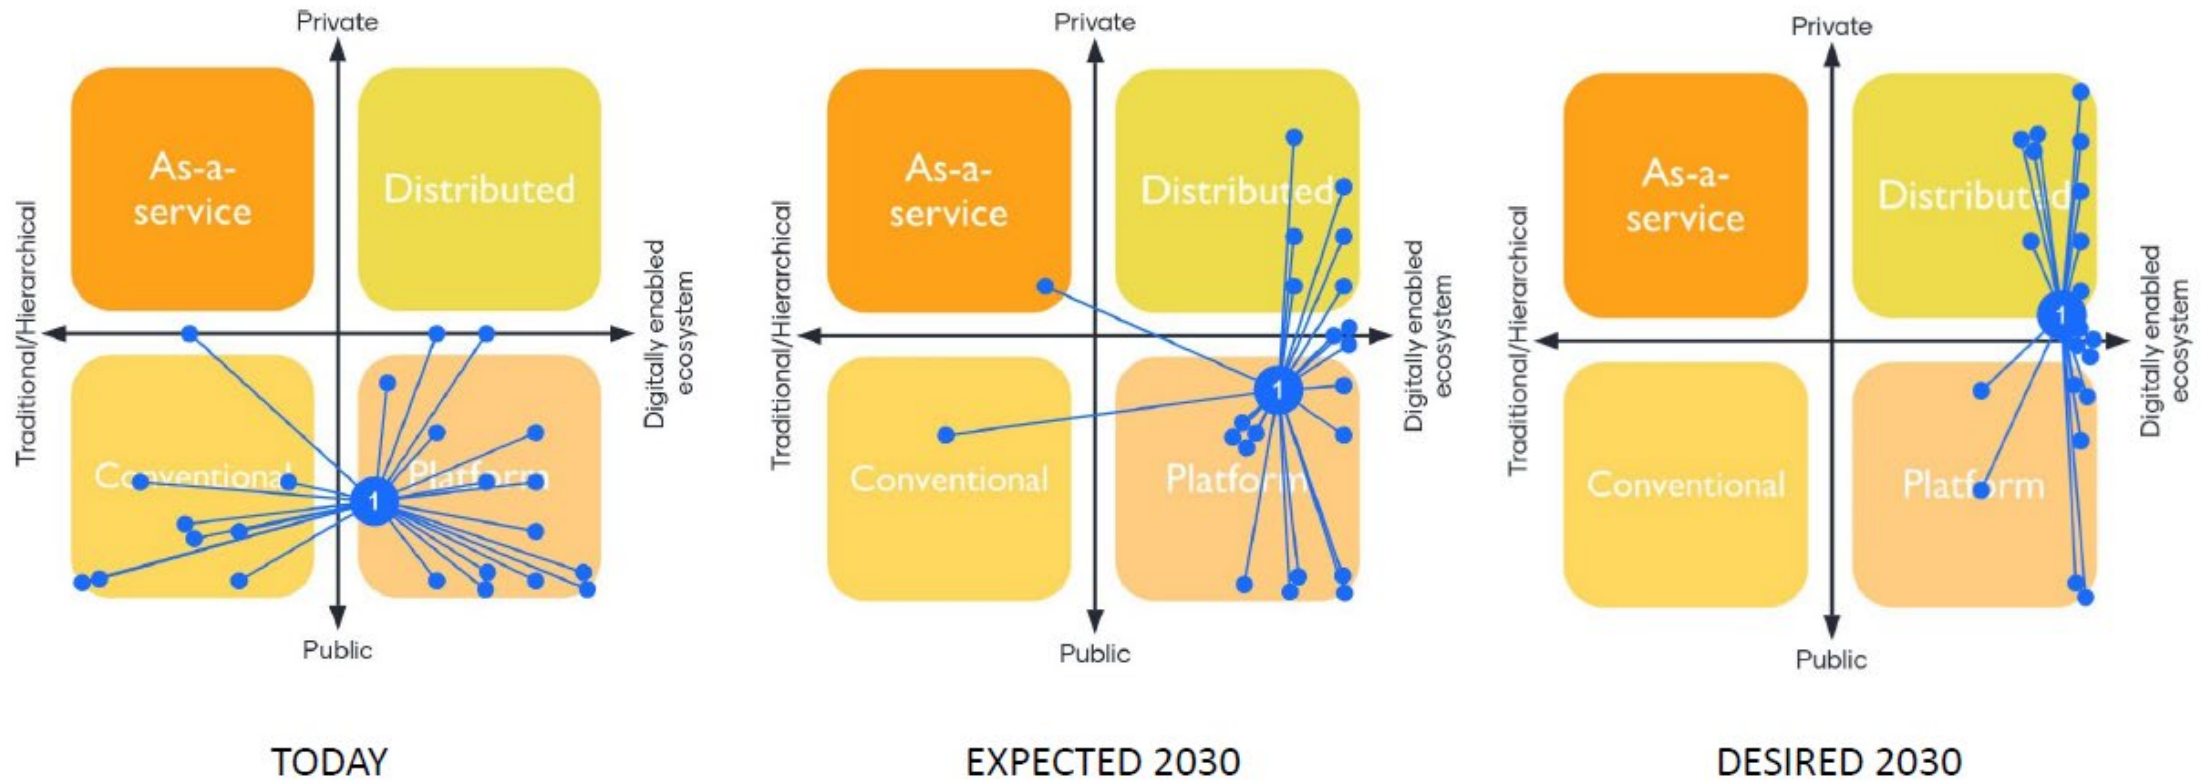 Private
As-a-
service
Distributed
Traditional/Hierarchical
Digitally enabled
ecosystem
Conventional
Platform
1
Public
TODAY
Private
As-a-
service
Distributed
Traditional/Hierarchical
Digitally enabled
ecosystem
1
Conventional
Platform
Public
EXPECTED 2030
Private
As-a-
service
Distributed
Traditional/Hierarchical
Digitally enabled
ecosystem
1
Conventional
Platform
Public
DESIRED 2030